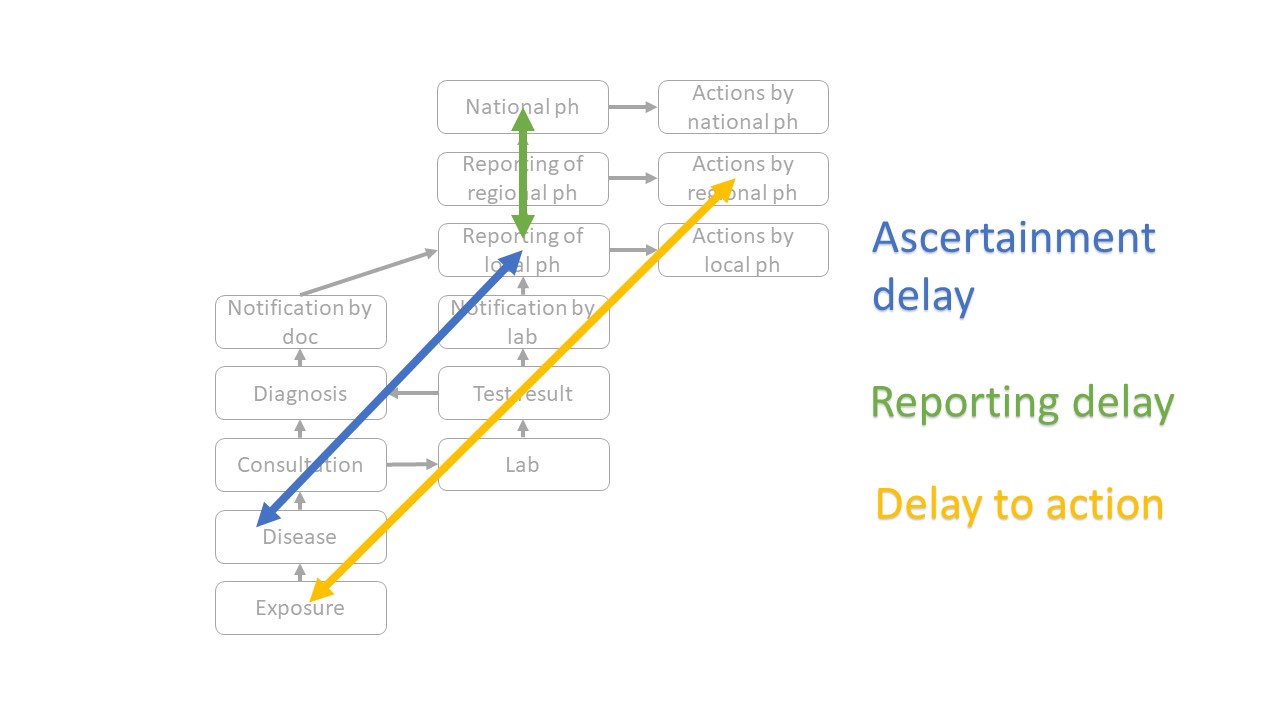 National ph
Actions by
national ph
Reporting of
regional ph
Actions by
regional ph
Reporting of
local ph
Actions by
local ph
Notification by
doc
Notification by
lab
Diagnosis
Test result
Consultation
Lab
Disease
Exposure
Ascertainment
delay
Reporting delay
Delay to action